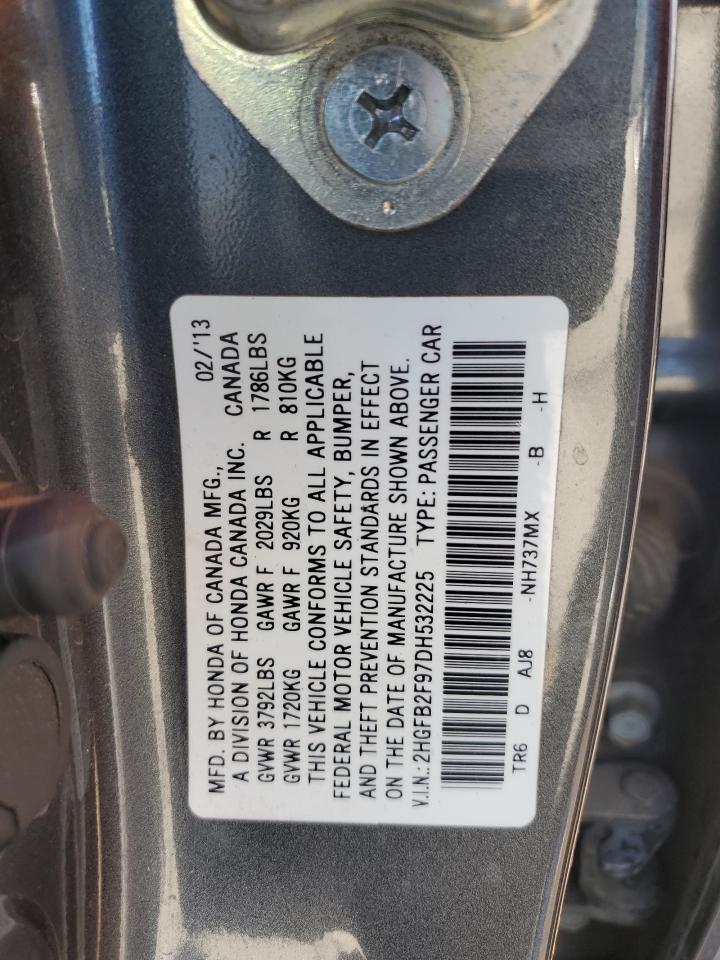 MFD. BY HONDA OF CANADA MFG., 02/'13
A DIVISION OF HONDA CANADA INC. CANADA
GVWR 3792LBS GAWR F 2029LBS R 1786LBS
GVWR 1720KG GAWR F 920KG R 810KG
THIS VEHICLE CONFORMS TO ALL APPLICABLE
FEDERAL MOTOR VEHICLE SAFETY, BUMPER,
AND THEFT PREVENTION STANDARDS IN EFFECT
ON THE DATE OF MANUFACTURE SHOWN ABOVE.
V.I.N.: 2HGFB2F97DH532225 TYPE: PASSENGER CAR
TR6 D AJ8 -NH737MX -B -H